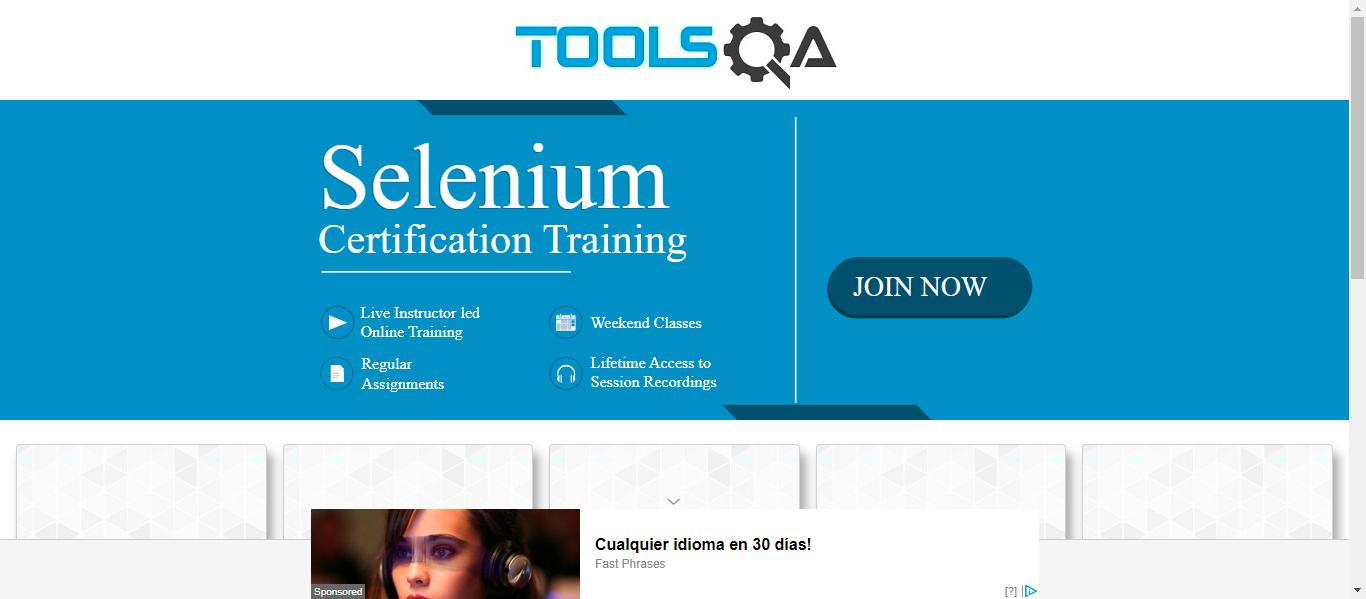 TOOLSQA
Selenium
Certification Training
JOIN NOW
Live Instructor led
Online Training
Weekend Classes
Regular
Assignments
Lifetime Access to
Session Recordings
Cualquier idioma en 30 días!
Fast Phrases
Sponsored
[?]